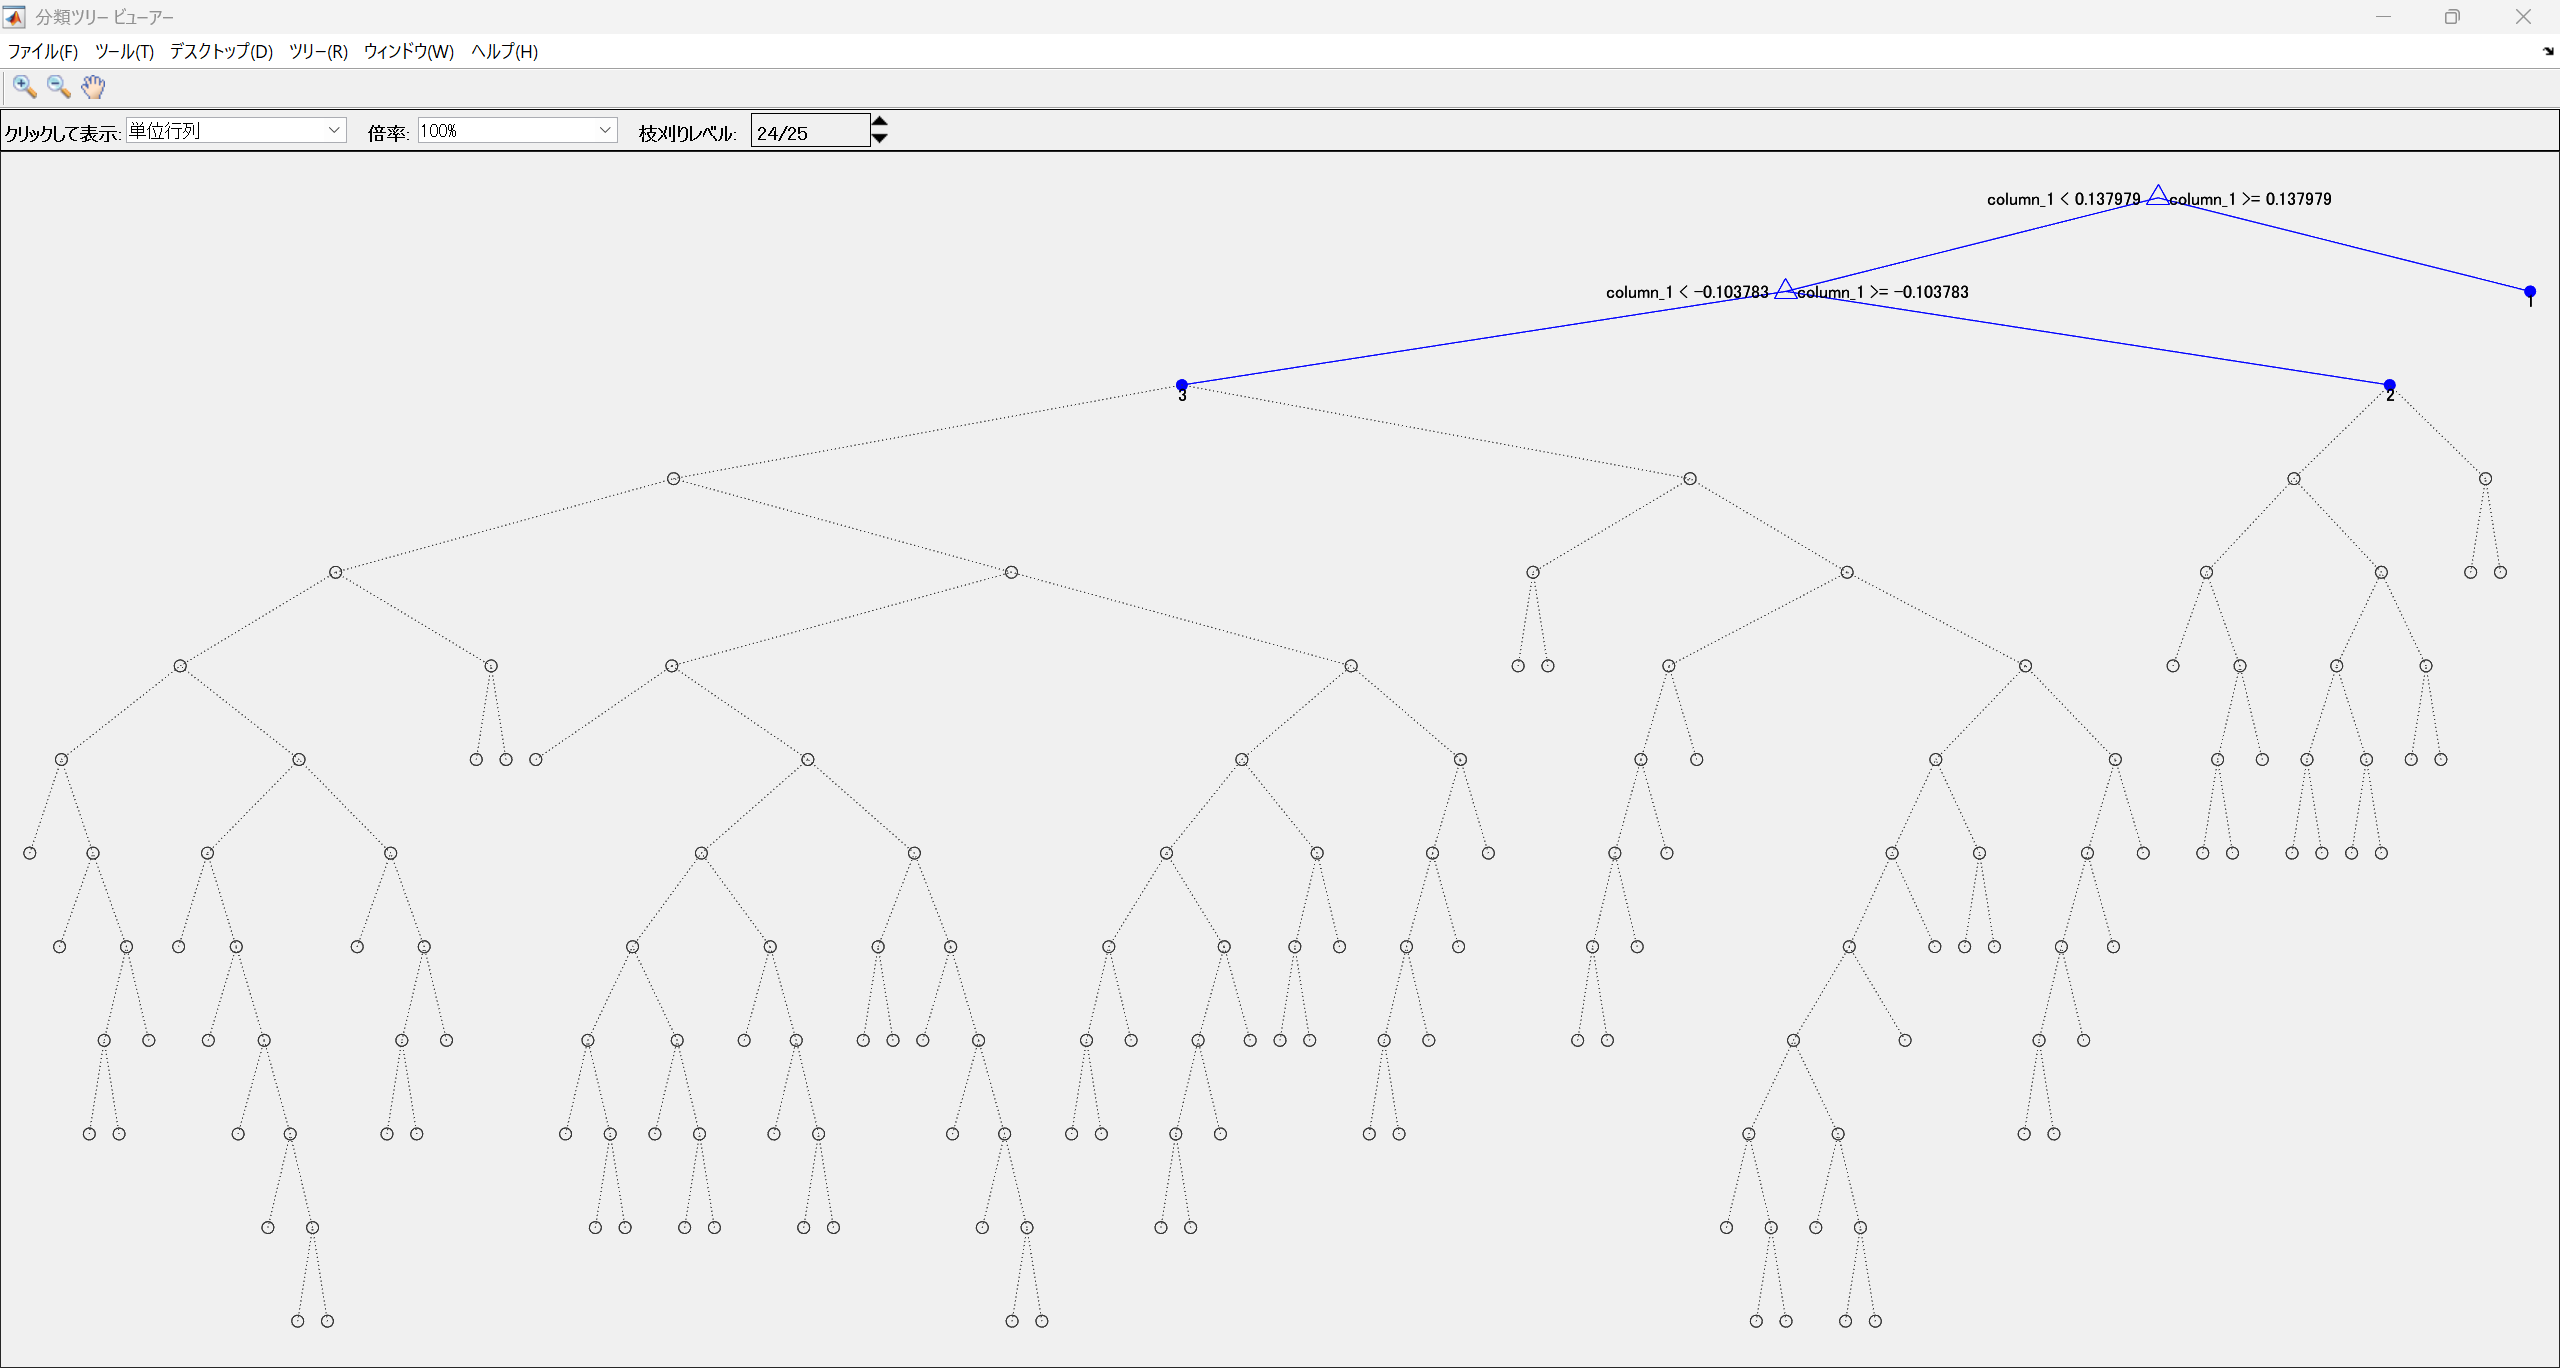 分類ツリー ビューアー
ファイル(F) ツール(T) デスクトップ(D) ツリー(R) ウィンドウ(W) ヘルプ(H)
クリックして表示: 単位行列 倍率: 100% 枝刈りレベル: 24/25
column_1 < 0.137979 column_1 >= 0.137979
column_1 < -0.103783 column_1 >= -0.103783
1
3 2